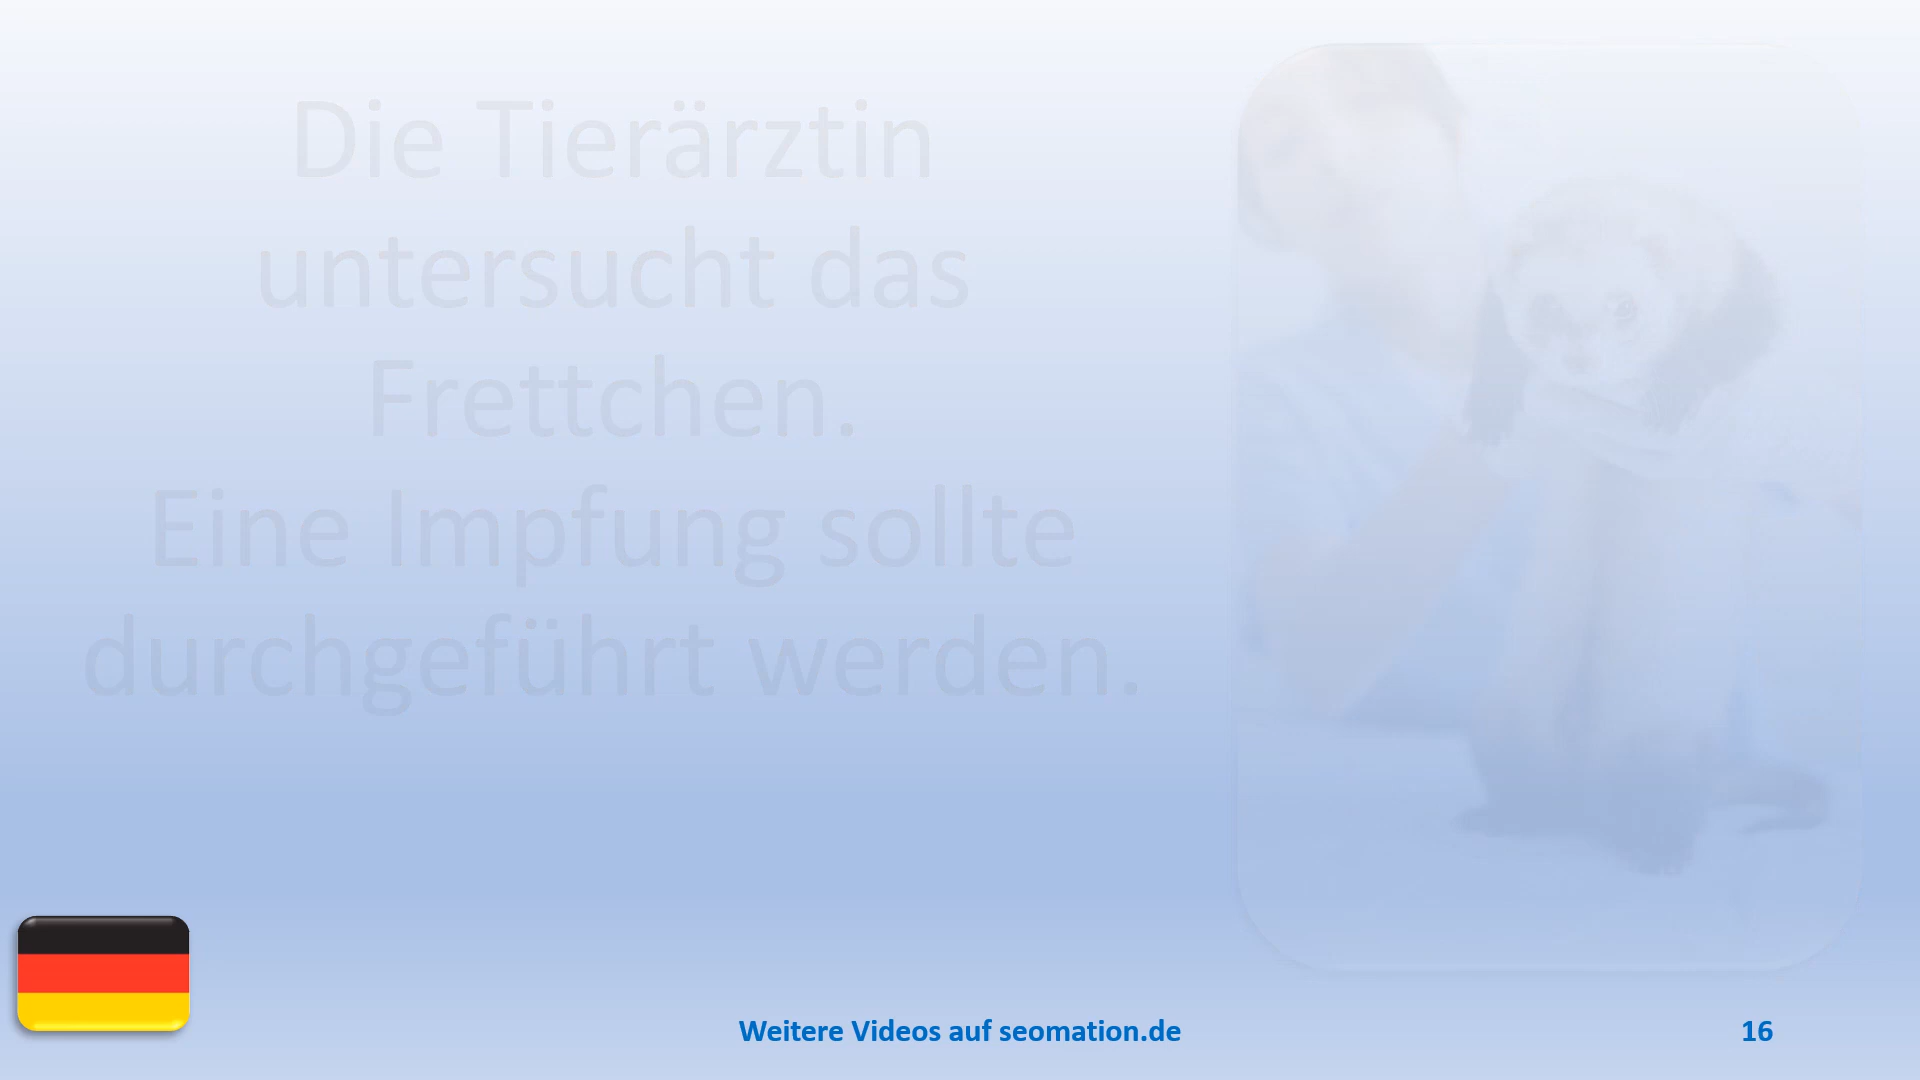 Die Tierärztin
untersucht das
Frettchen.
Eine Impfung sollte
durchgeführt werden.
Weitere Videos auf seomation.de
16